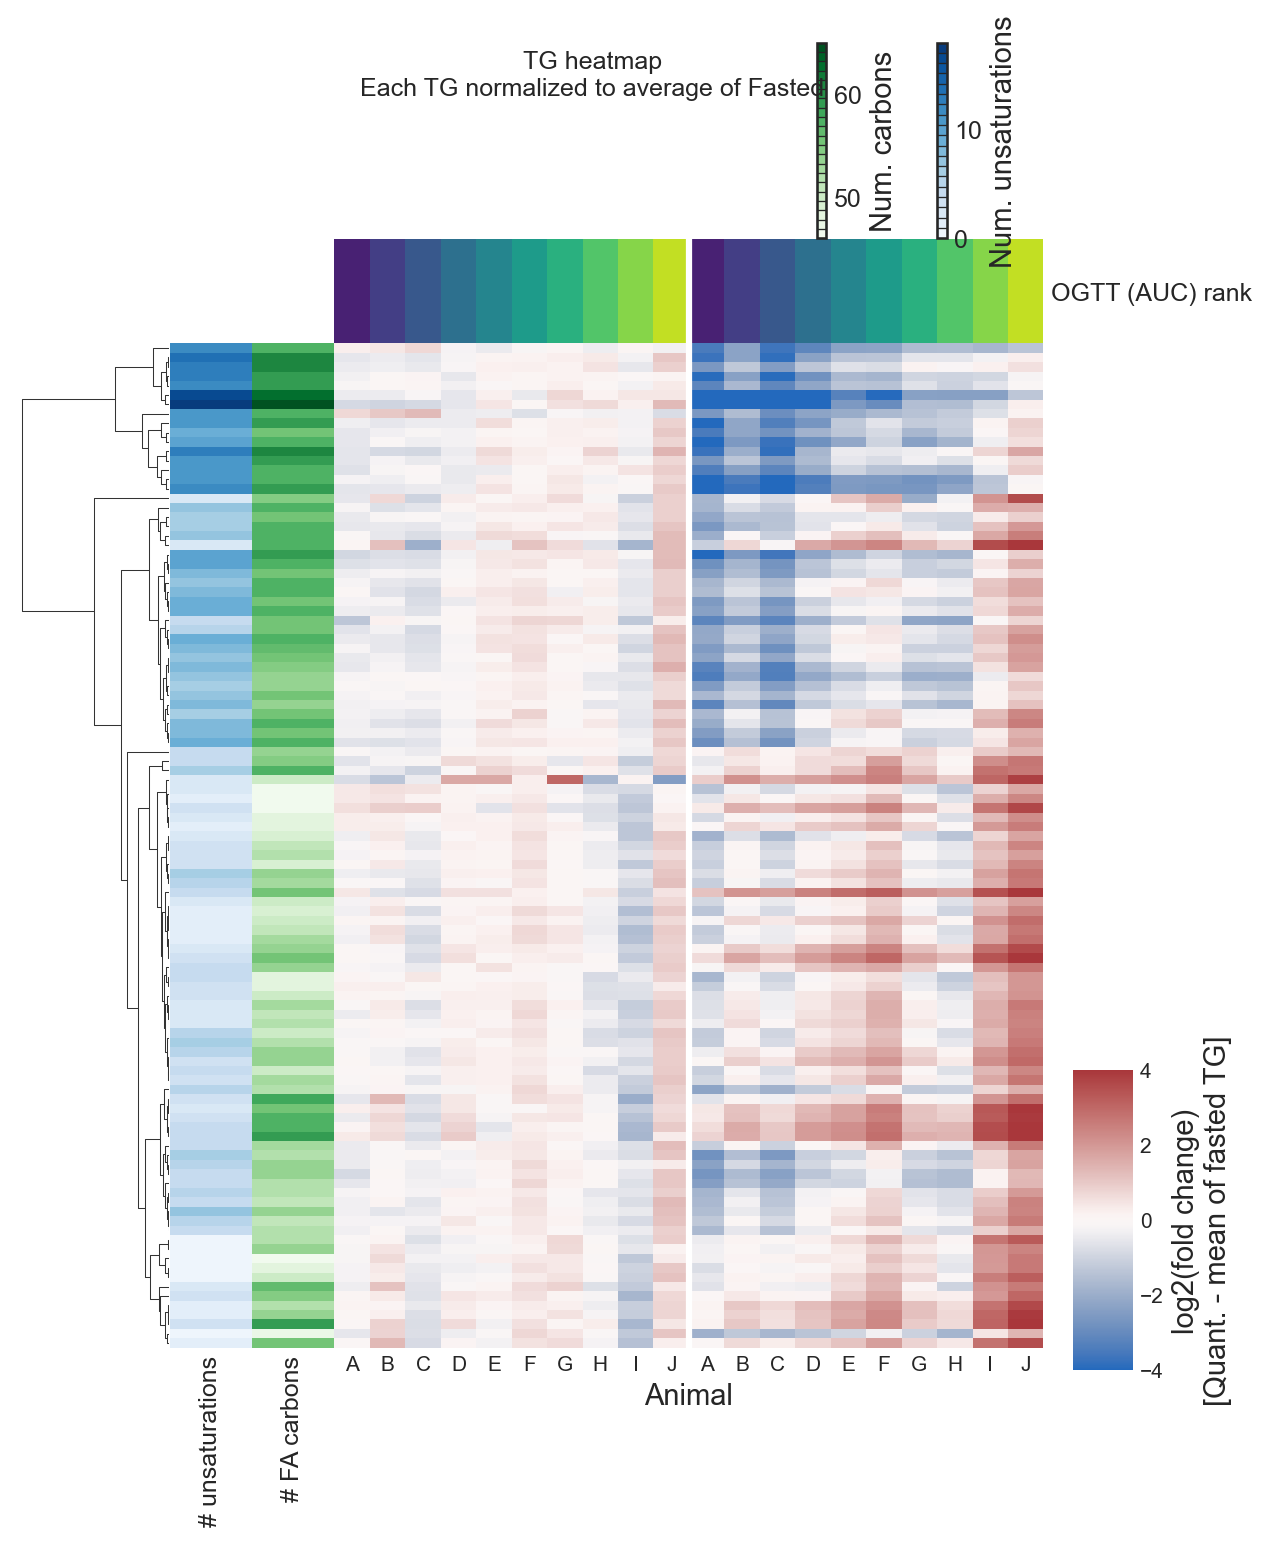 TG heatmap
Each TG normalized to average of Fasted
60
50
Num. carbons
10
0
Num. unsaturations
OGTT (AUC) rank
A B C D E F G H I J A B C D E F G H I J
Animal
# unsaturations
# FA carbons
4
2
0
−2
−4
log2(fold change)
[Quant. - mean of fasted TG]